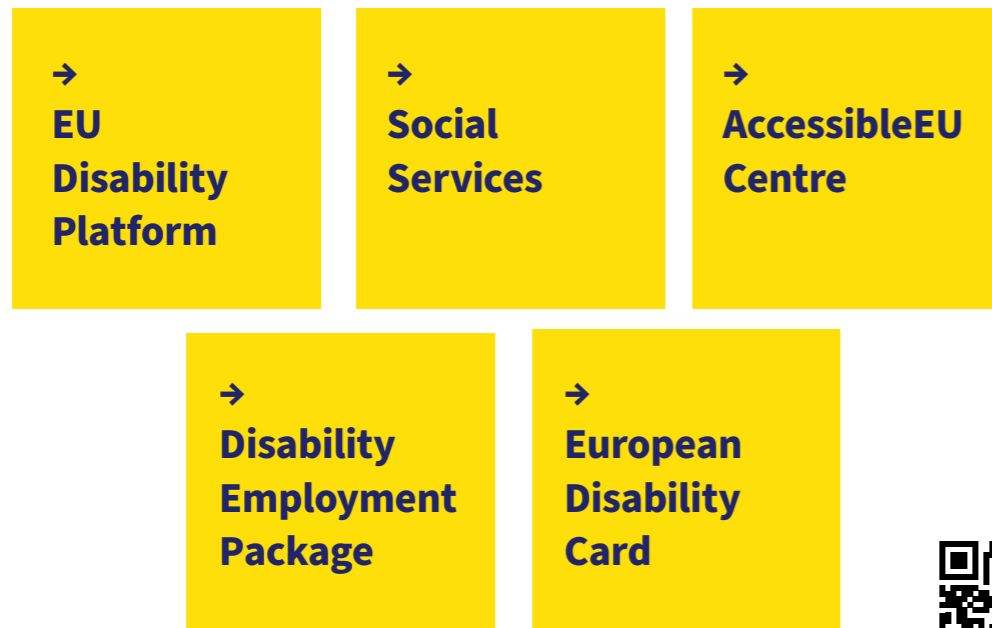 →
EU
Disability
Platform
→
Social
Services
→
AccessibleEU
Centre
→
Disability
Employment
Package
→
European
Disability
Card